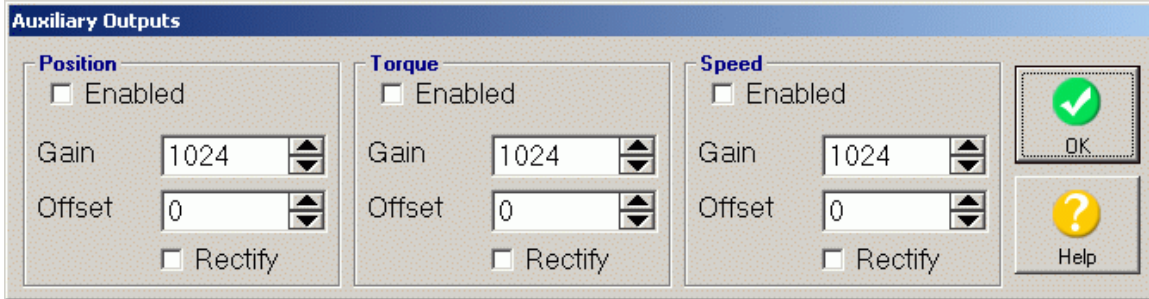 Auxiliary Outputs
Position
Enabled
Gain 1024
Offset 0
Rectify
Torque
Enabled
Gain 1024
Offset 0
Rectify
Speed
Enabled
Gain 1024
Offset 0
Rectify
OK
Help